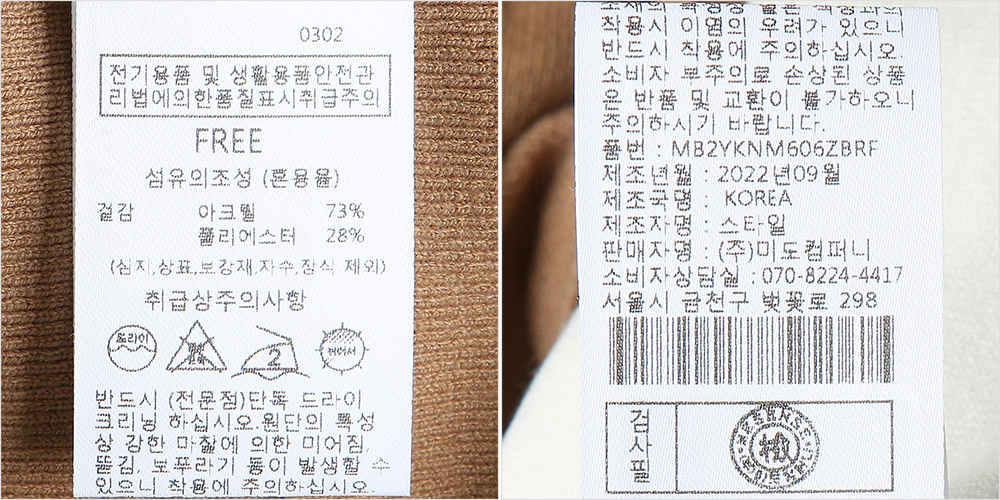 0302
전기용품 및 생활용품안전관
리법에의한품질표시취급주의
FREE
섬유의조성 (혼용율)
겉감 아크릴 73%
폴리에스터 28%
(심지,상표,보강재,자수,장식 제외)
취급상주의사항
드라이
2
뉘어서
반드시 (전문점)단독 드라이
크리닝 하십시오.원단의 특성
상 강한 마찰에 의한 미어짐,
뜯김, 보푸라기 등이 발생할 수
있으니 착용에 주의하십시오.
착용시 이염의 우려가 있으니
반드시 착용에 주의하십시오.
소비자 부주의로 손상된 상품
은 반품 및 교환이 불가하오니
주의하시기 바랍니다.
품번 : MB2YKNM606ZBRF
제조년월 : 2022년09월
제조국명 : KOREA
제조자명 : 스타일
판매자명 : (주)미도컴퍼니
소비자상담실 : 070-8224-4417
서울시 금천구 벚꽃로 298
검사필